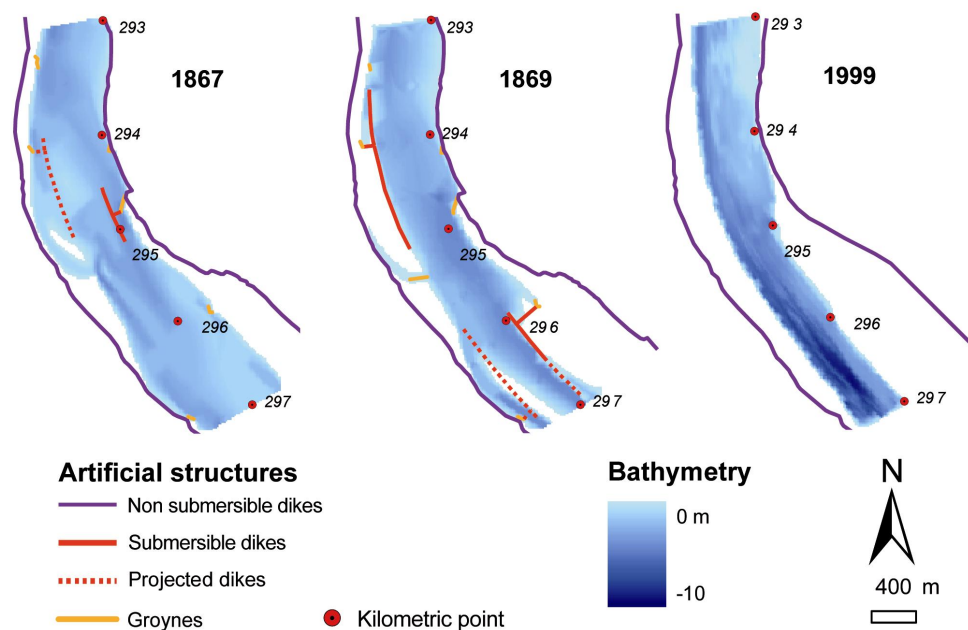 293
1867
294
295
296
297
293
1869
294
295
29 6
29 7
29 3
1999
29 4
295
296
29 7
Artificial structures
Non submersible dikes
Submersible dikes
Projected dikes
Groynes
Kilometric point
Bathymetry
0 m
-10
N
400 m